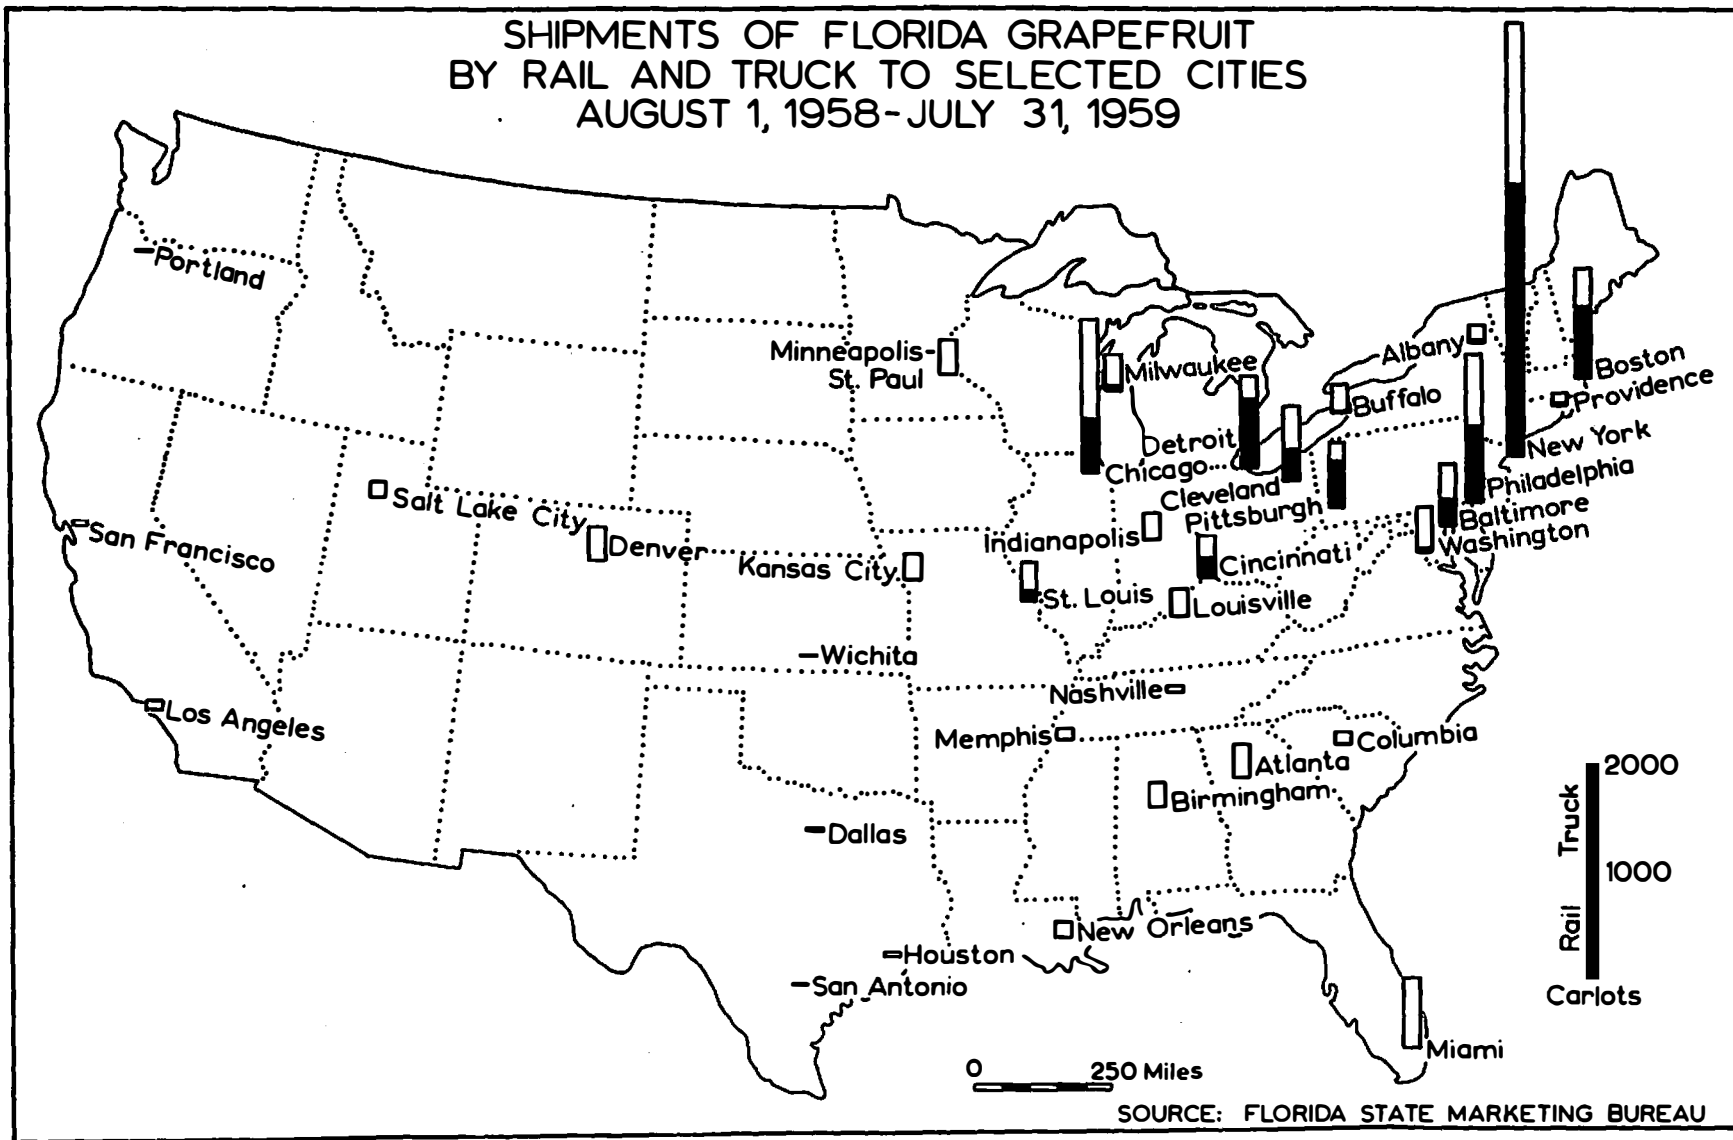 SHIPMENTS OF FLORIDA GRAPEFRUIT
BY RAIL AND TRUCK TO SELECTED CITIES
AUGUST 1, 1958-JULY 31, 1959
Portland
Minneapolis-
St. Paul
Milwaukee
Albany
Boston
Buffalo
Providence
Detroit
New York
Chicago
Cleveland
Philadelphia
Pittsburgh
Baltimore
Washington
Salt Lake City
San Francisco
Denver
Indianapolis
Kansas City
Cincinnati
St. Louis
Louisville
Wichita
Nashville
Los Angeles
Memphis
Columbia
Atlanta
Birmingham
Dallas
New Orleans
Houston
San Antonio
Miami
2000
Truck
1000
Rail
Carlots
0 250 Miles
SOURCE: FLORIDA STATE MARKETING BUREAU